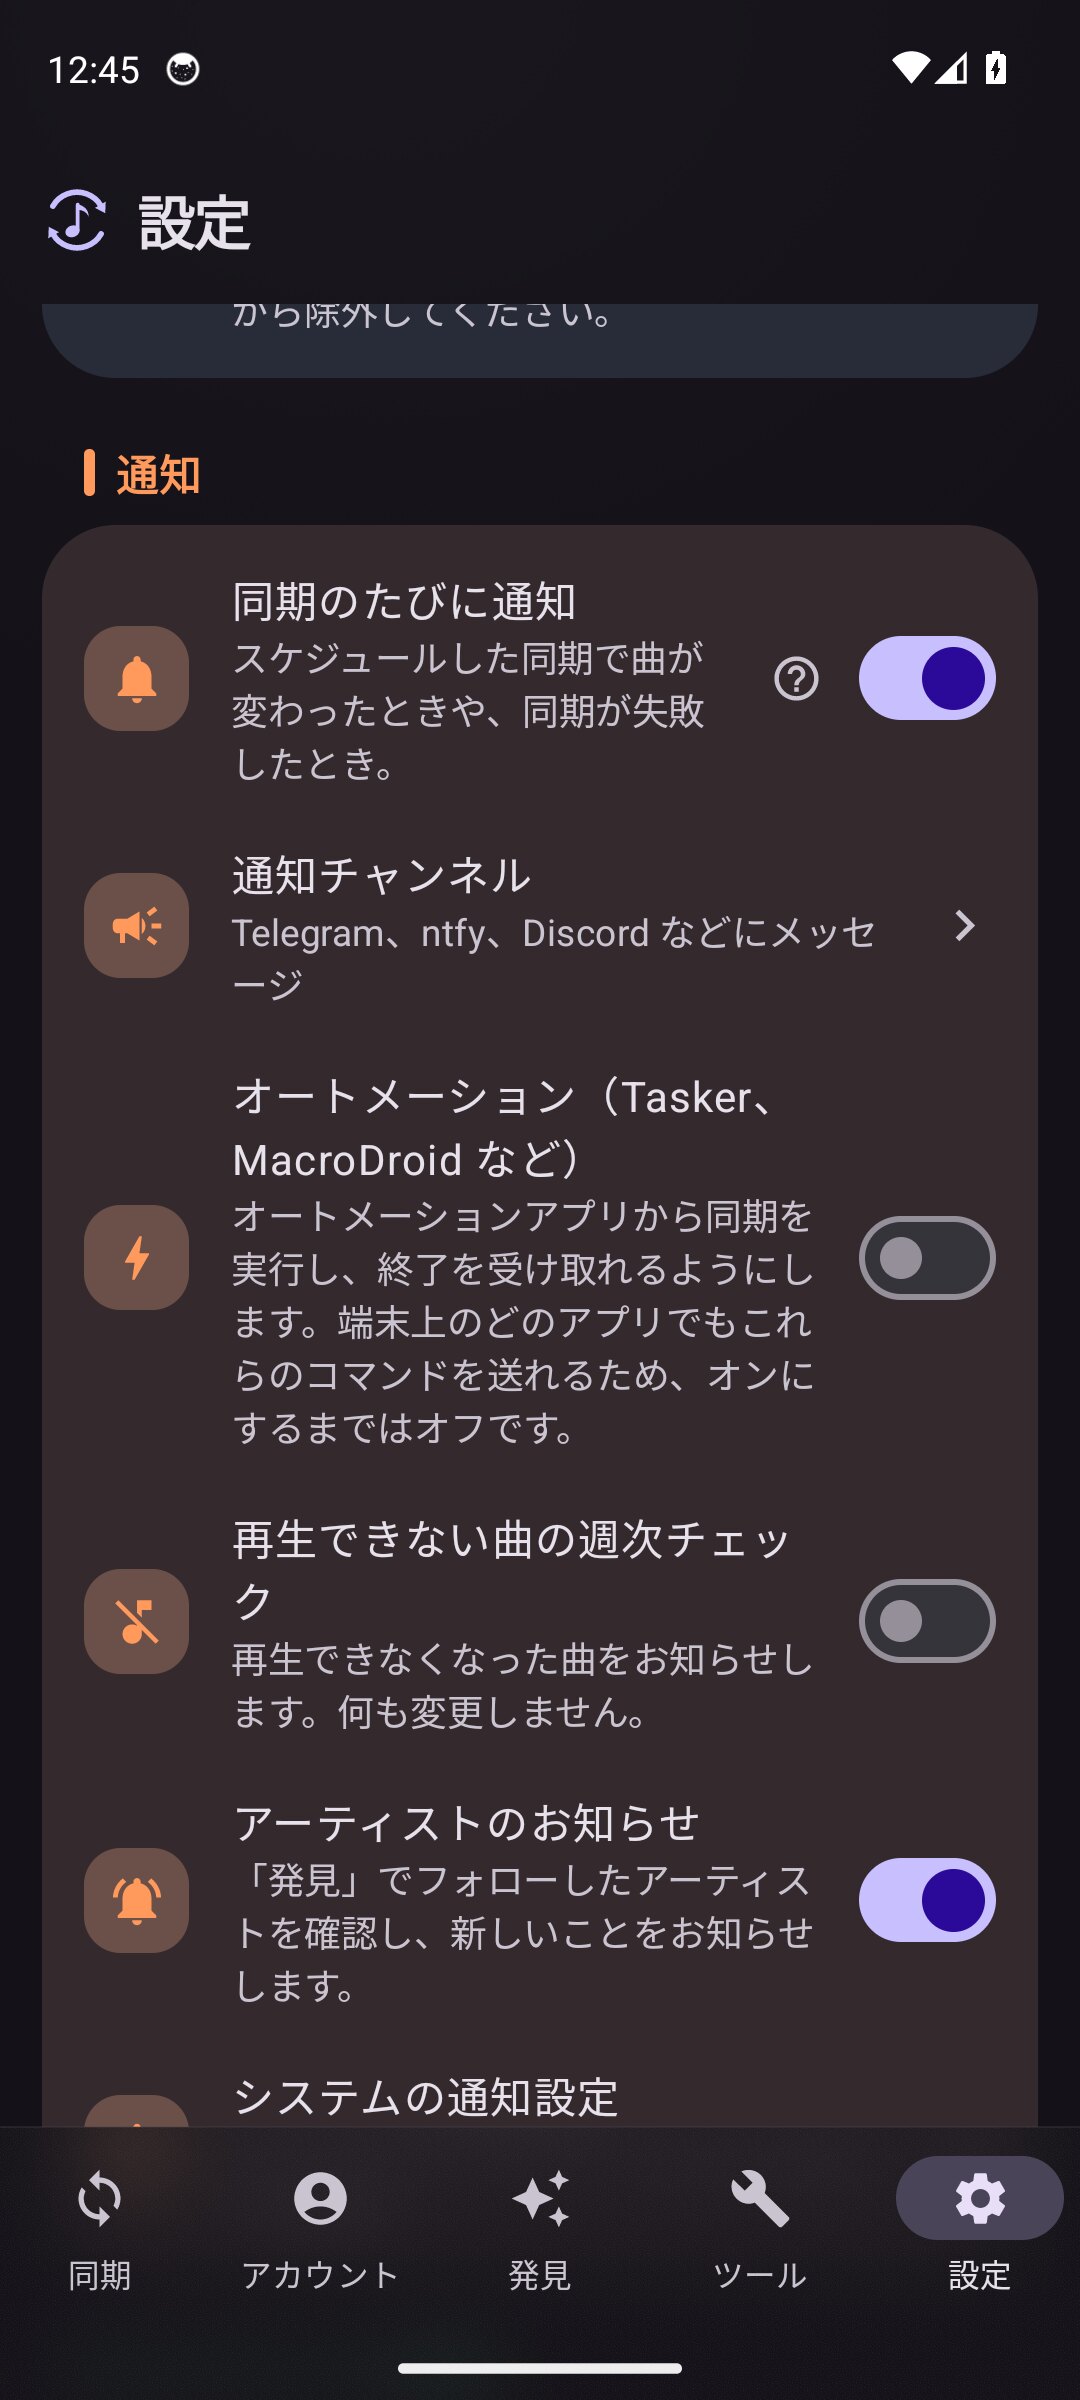 12:45
設定
から除外してください。
通知
同期のたびに通知
スケジュールした同期で曲が
変わったときや、同期が失敗
したとき。
通知チャンネル
Telegram、ntfy、Discord などにメッセ
ージ
オートメーション（Tasker、
MacroDroid など）
オートメーションアプリから同期を
実行し、終了を受け取れるようにし
ます。端末上のどのアプリでもこれ
らのコマンドを送れるため、オンに
するまではオフです。
再生できない曲の週次チェッ
ク
再生できなくなった曲をお知らせし
ます。何も変更しません。
アーティストのお知らせ
「発見」でフォローしたアーティス
トを確認し、新しいことをお知らせ
します。
システムの通知設定
同期
アカウント
発見
ツール
設定